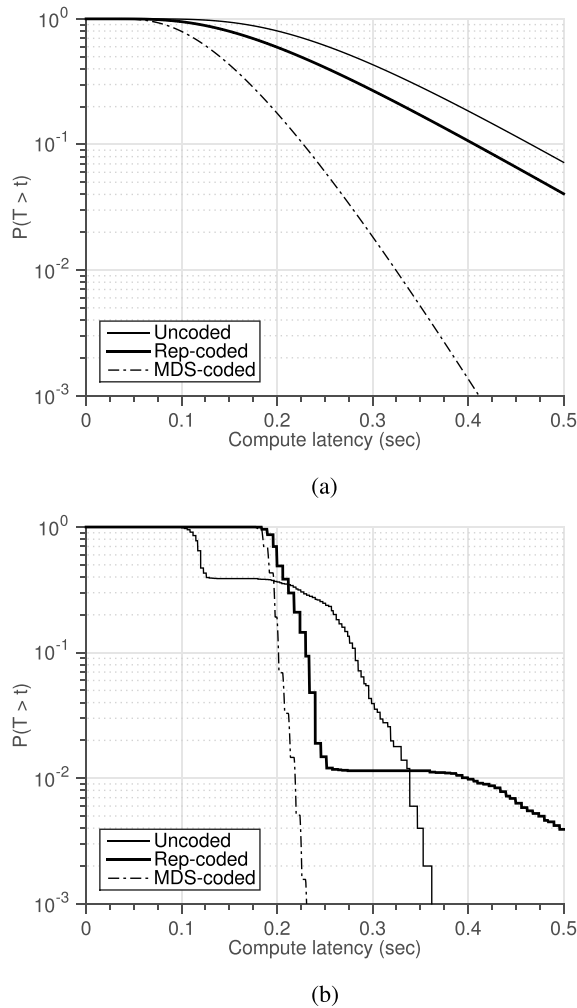 10^0
10^-1
10^-2
10^-3
P(T > t)
Uncoded
Rep-coded
MDS-coded
0 0.1 0.2 0.3 0.4 0.5
Compute latency (sec)
(a)
10^0
10^-1
10^-2
10^-3
P(T > t)
Uncoded
Rep-coded
MDS-coded
0 0.1 0.2 0.3 0.4 0.5
Compute latency (sec)
(b)